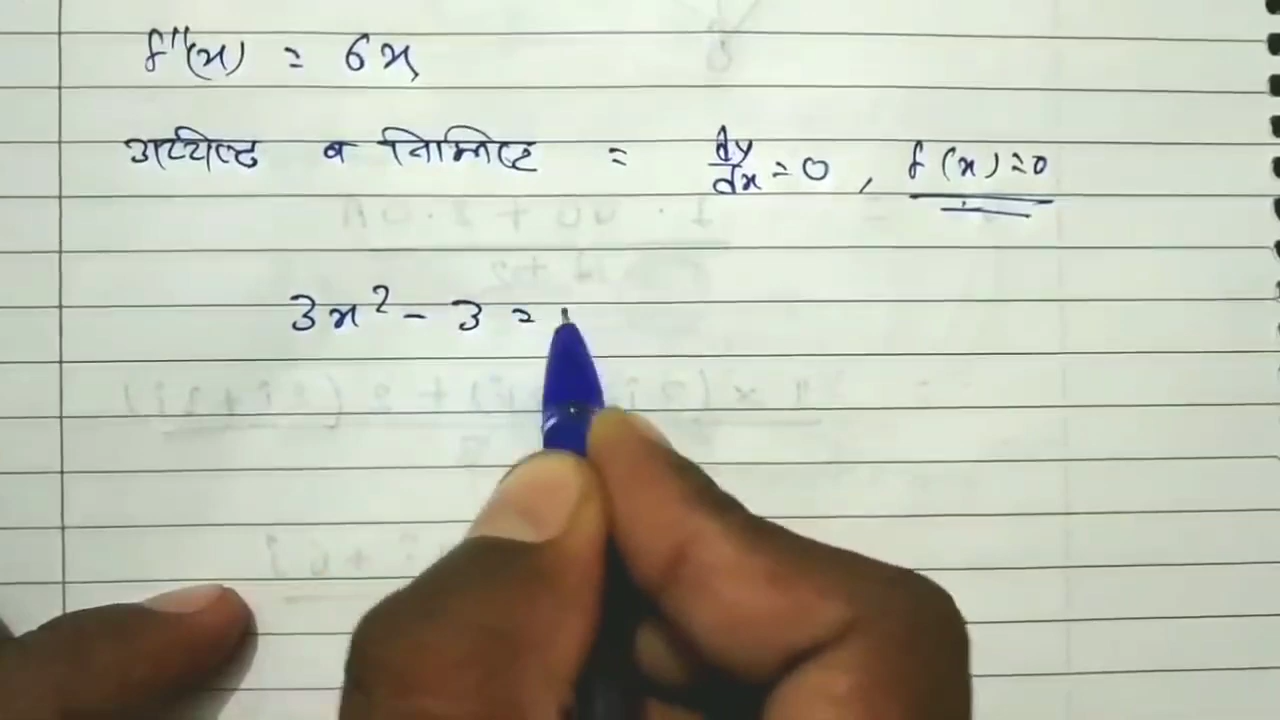 f''(x) = 6x
उच्चिष्ट व निम्निष्ट = dy/dx = 0, f'(x) = 0
3x² - 3 =